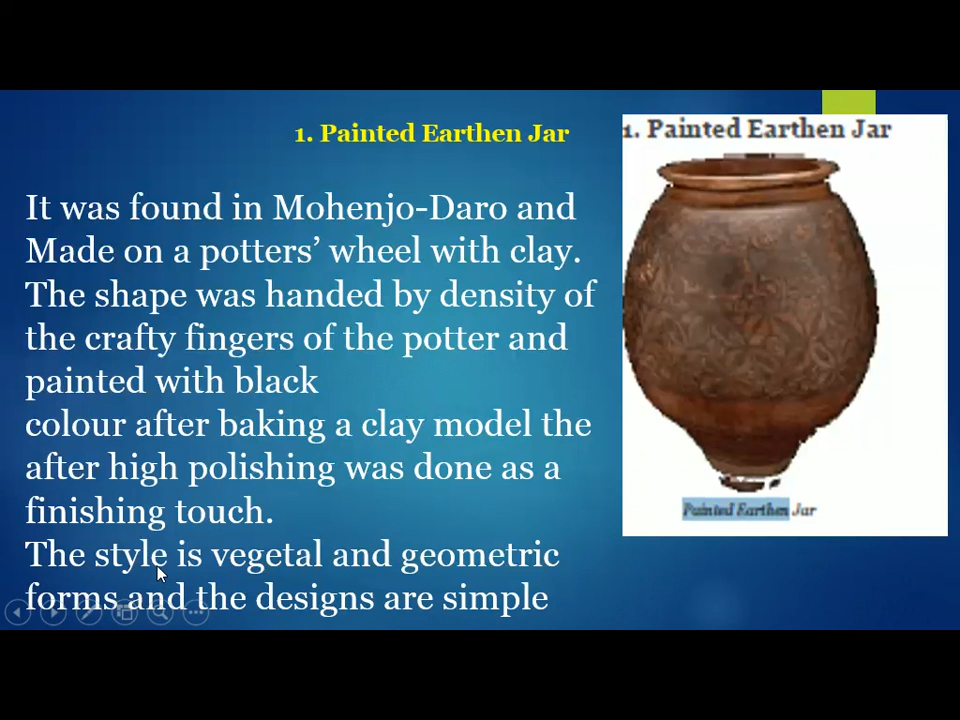 1. Painted Earthen Jar
It was found in Mohenjo-Daro and
Made on a potters’ wheel with clay.
The shape was handed by density of
the crafty fingers of the potter and
painted with black
colour after baking a clay model the
after high polishing was done as a
finishing touch.
The style is vegetal and geometric
forms and the designs are simple
1. Painted Earthen Jar
Painted Earthen Jar